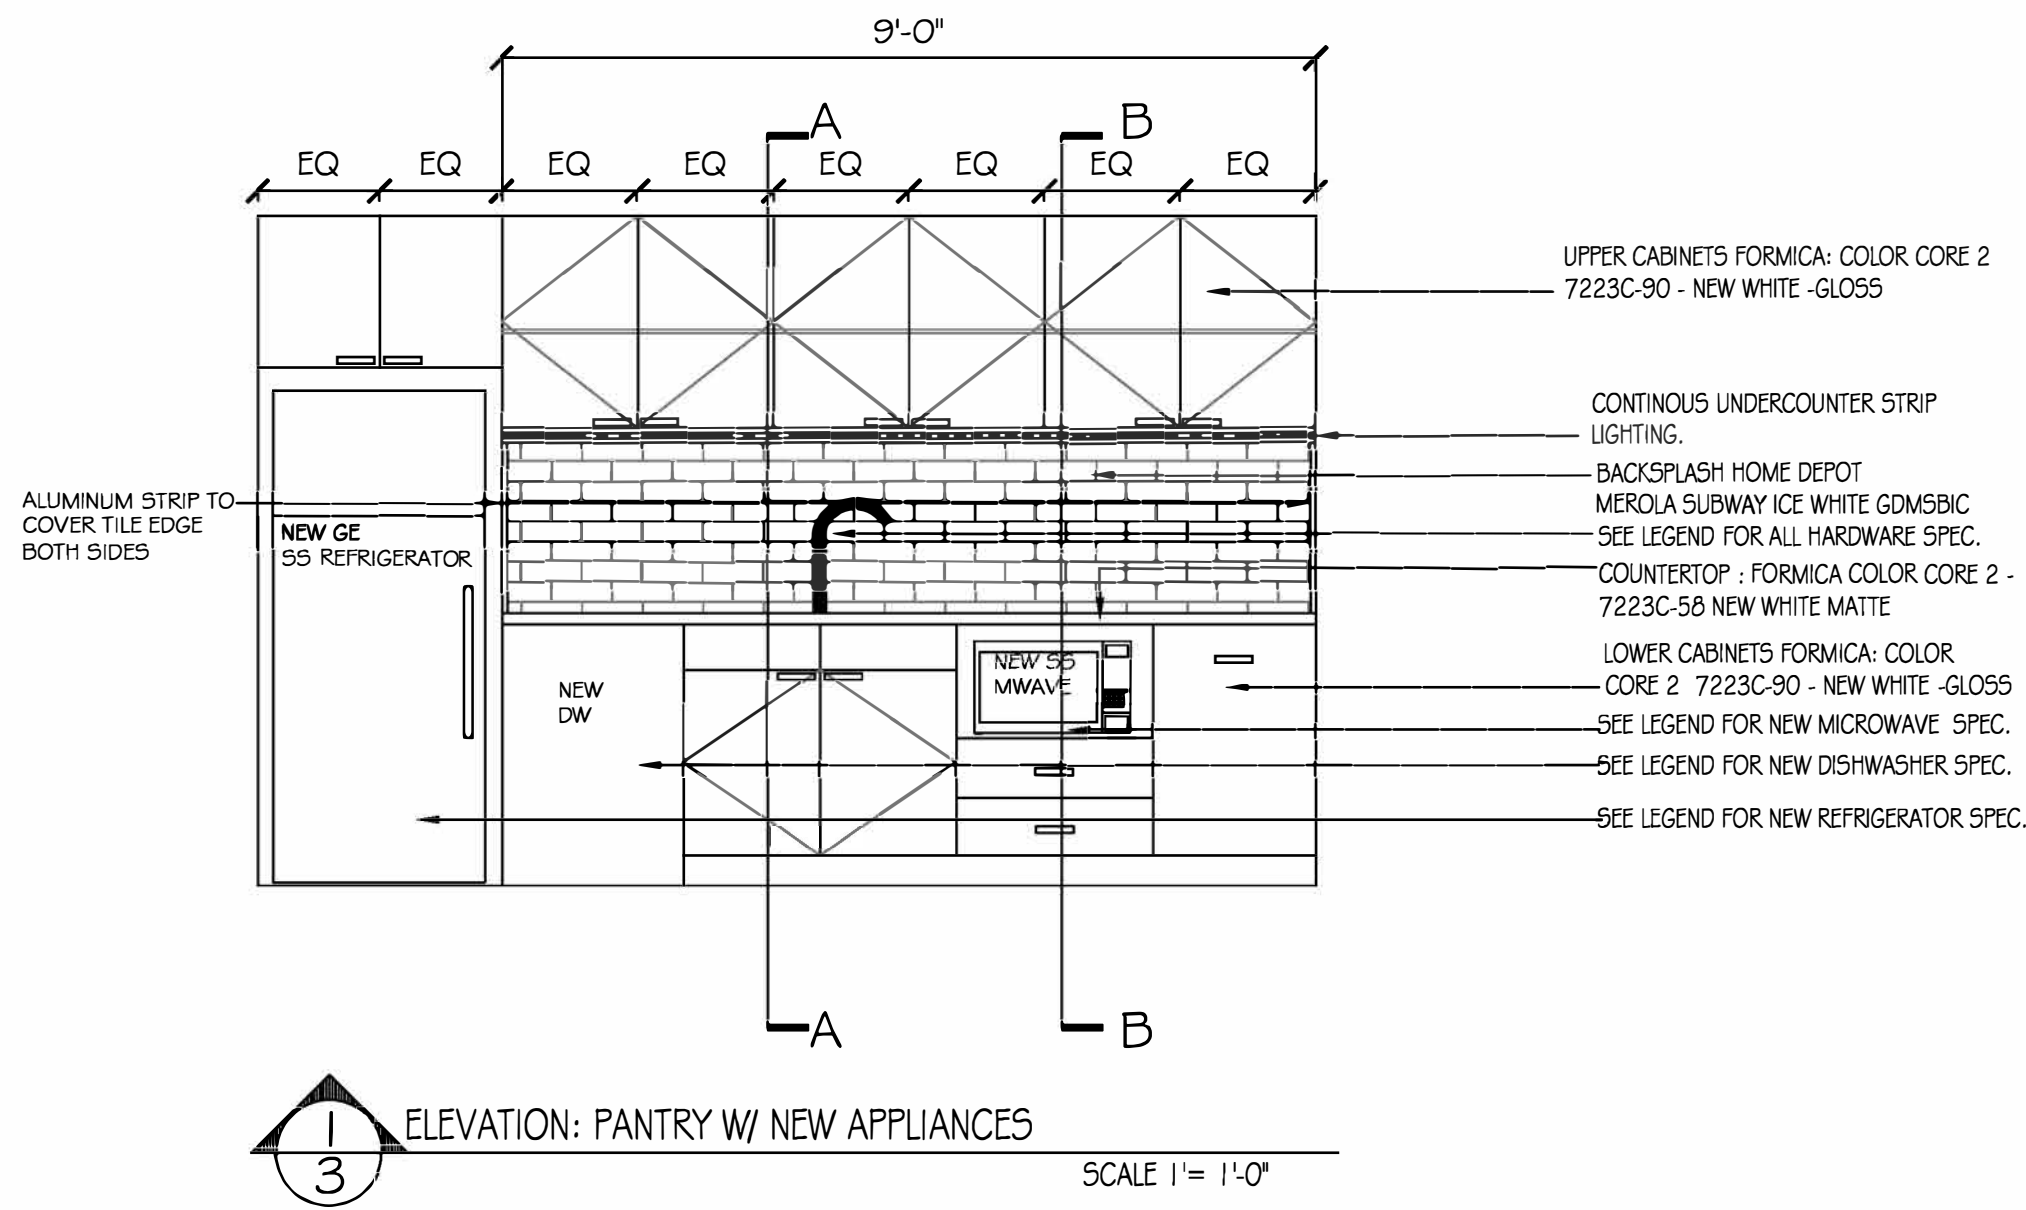 9'-0"
A
B
EQ
EQ
EQ
EQ
EQ
EQ
EQ
EQ
UPPER CABINETS FORMICA: COLOR CORE 2
7223C-90 - NEW WHITE -GLOSS
CONTINOUS UNDERCOUNTER STRIP
LIGHTING.
BACKSPLASH HOME DEPOT
MEROLA SUBWAY ICE WHITE GDMSBIC
SEE LEGEND FOR ALL HARDWARE SPEC.
COUNTERTOP : FORMICA COLOR CORE 2 -
7223C-58 NEW WHITE MATTE
LOWER CABINETS FORMICA: COLOR
CORE 2 7223C-90 - NEW WHITE -GLOSS
SEE LEGEND FOR NEW MICROWAVE SPEC.
SEE LEGEND FOR NEW DISHWASHER SPEC.
SEE LEGEND FOR NEW REFRIGERATOR SPEC.
ALUMINUM STRIP TO
COVER TILE EDGE
BOTH SIDES
NEW GE
SS REFRIGERATOR
NEW
DW
NEW SS
MWAVE
A
B
1
3
ELEVATION: PANTRY W/ NEW APPLIANCES
SCALE 1'= 1'-0"